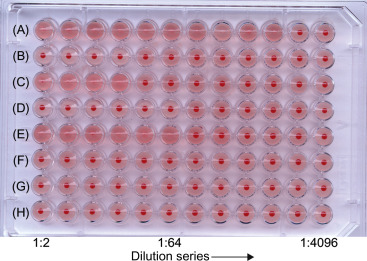 (A)
(B)
(C)
(D)
(E)
(F)
(G)
(H)
1:2 1:64 1:4096
Dilution series